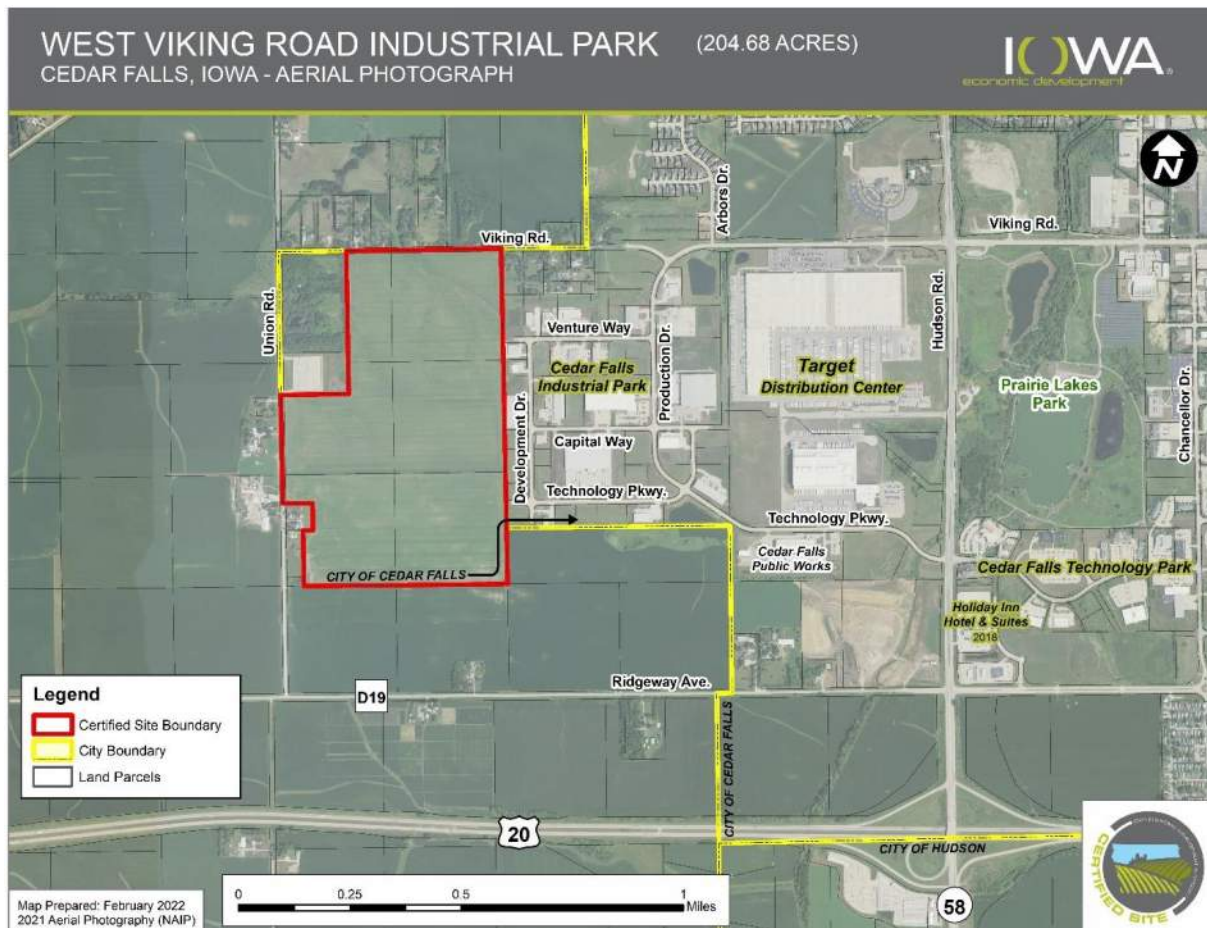 WEST VIKING ROAD INDUSTRIAL PARK (204.68 ACRES)
CEDAR FALLS, IOWA - AERIAL PHOTOGRAPH
IOWA
economic development
N
Arbors Dr.
Viking Rd.
Viking Rd.
Union Rd.
Venture Way
Cedar Falls
Industrial Park
Production Dr.
Target
Distribution Center
Hudson Rd.
Prairie Lakes
Park
Chancellor Dr.
Development Dr.
Capital Way
Technology Pkwy.
Technology Pkwy.
Cedar Falls
Public Works
CITY OF CEDAR FALLS
Cedar Falls Technology Park
Holiday Inn
Hotel & Suites
2018
Ridgeway Ave.
D19
Legend
Certified Site Boundary
City Boundary
Land Parcels
CITY OF CEDAR FALLS
20
CITY OF HUDSON
58
0 0.25 0.5 1
Miles
Map Prepared: February 2022
2021 Aerial Photography (NAIP)
CERTIFIED SITE